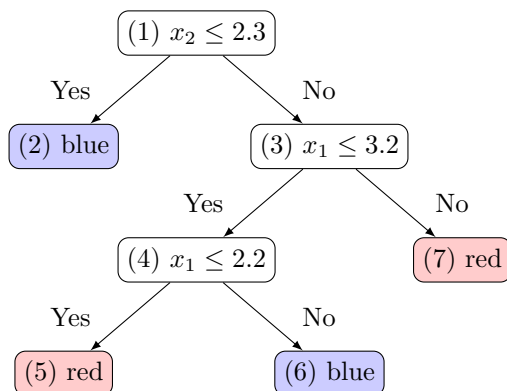 (1) x₂ ≤ 2.3
Yes
No
(2) blue
(3) x₁ ≤ 3.2
Yes
No
(4) x₁ ≤ 2.2
(7) red
Yes
No
(5) red
(6) blue